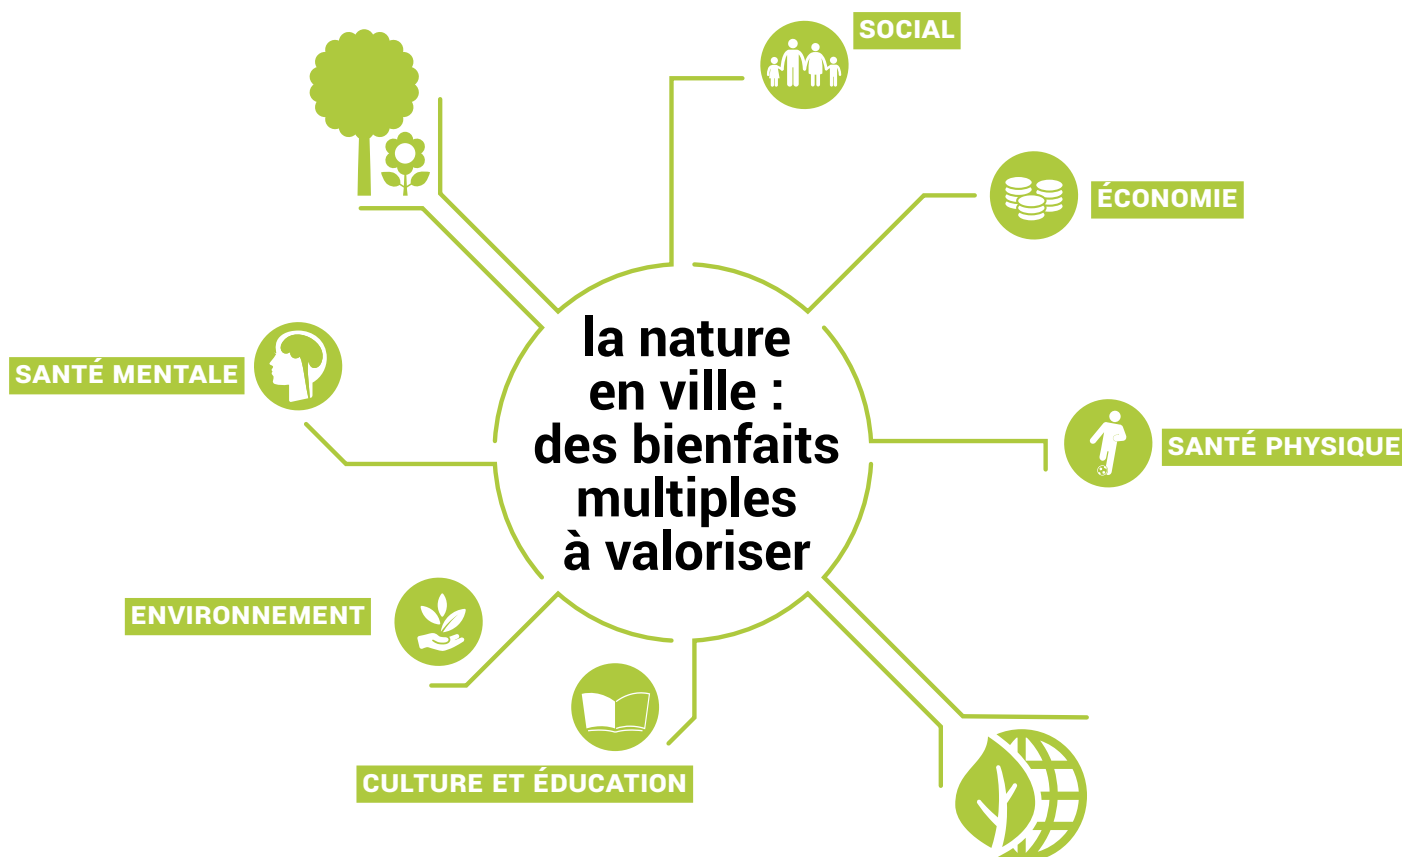 SOCIAL
ÉCONOMIE
la nature
en ville :
des bienfaits
multiples
à valoriser
SANTÉ MENTALE
SANTÉ PHYSIQUE
ENVIRONNEMENT
CULTURE ET ÉDUCATION